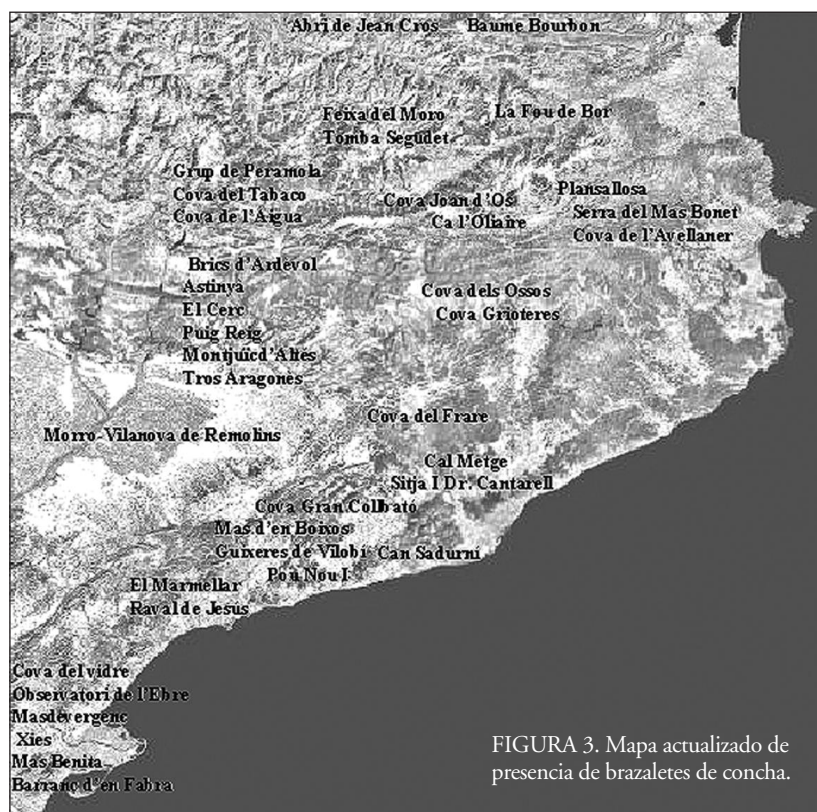 Abri de Jean Cros
Baume Bourbon
Feixa del Moro
Tomba Segudet
La Fou de Bor
Grup de Peramola
Cova del Tabaco
Cova de l'Aigua
Cova Joan d'Os
Ca l'Oliaire
Plansallosa
Serra del Mas Bonet
Cova de l'Avellaner
Brics d'Ardèvol
Astinyà
El Cerc
Puig Reig
Montjuïcd'Altès
Tros Aragonès
Cova dels Ossos
Cova Grioteres
Cova del Frare
Morro-Vilanova de Remolins
Cal Metge
Sitja I Dr. Cantarell
Cova Gran Collbató
Mas d'en Boixos
Guixeres de Vilobí
Can Sadurní
Pou Nou I
El Marmellar
Raval de Jesus
Cova del vidre
Observatori de l'Ebre
Masdevergenc
Xies
Mas Benita
Barranc d'en Fabra
FIGURA 3. Mapa actualizado de
presencia de brazaletes de concha.